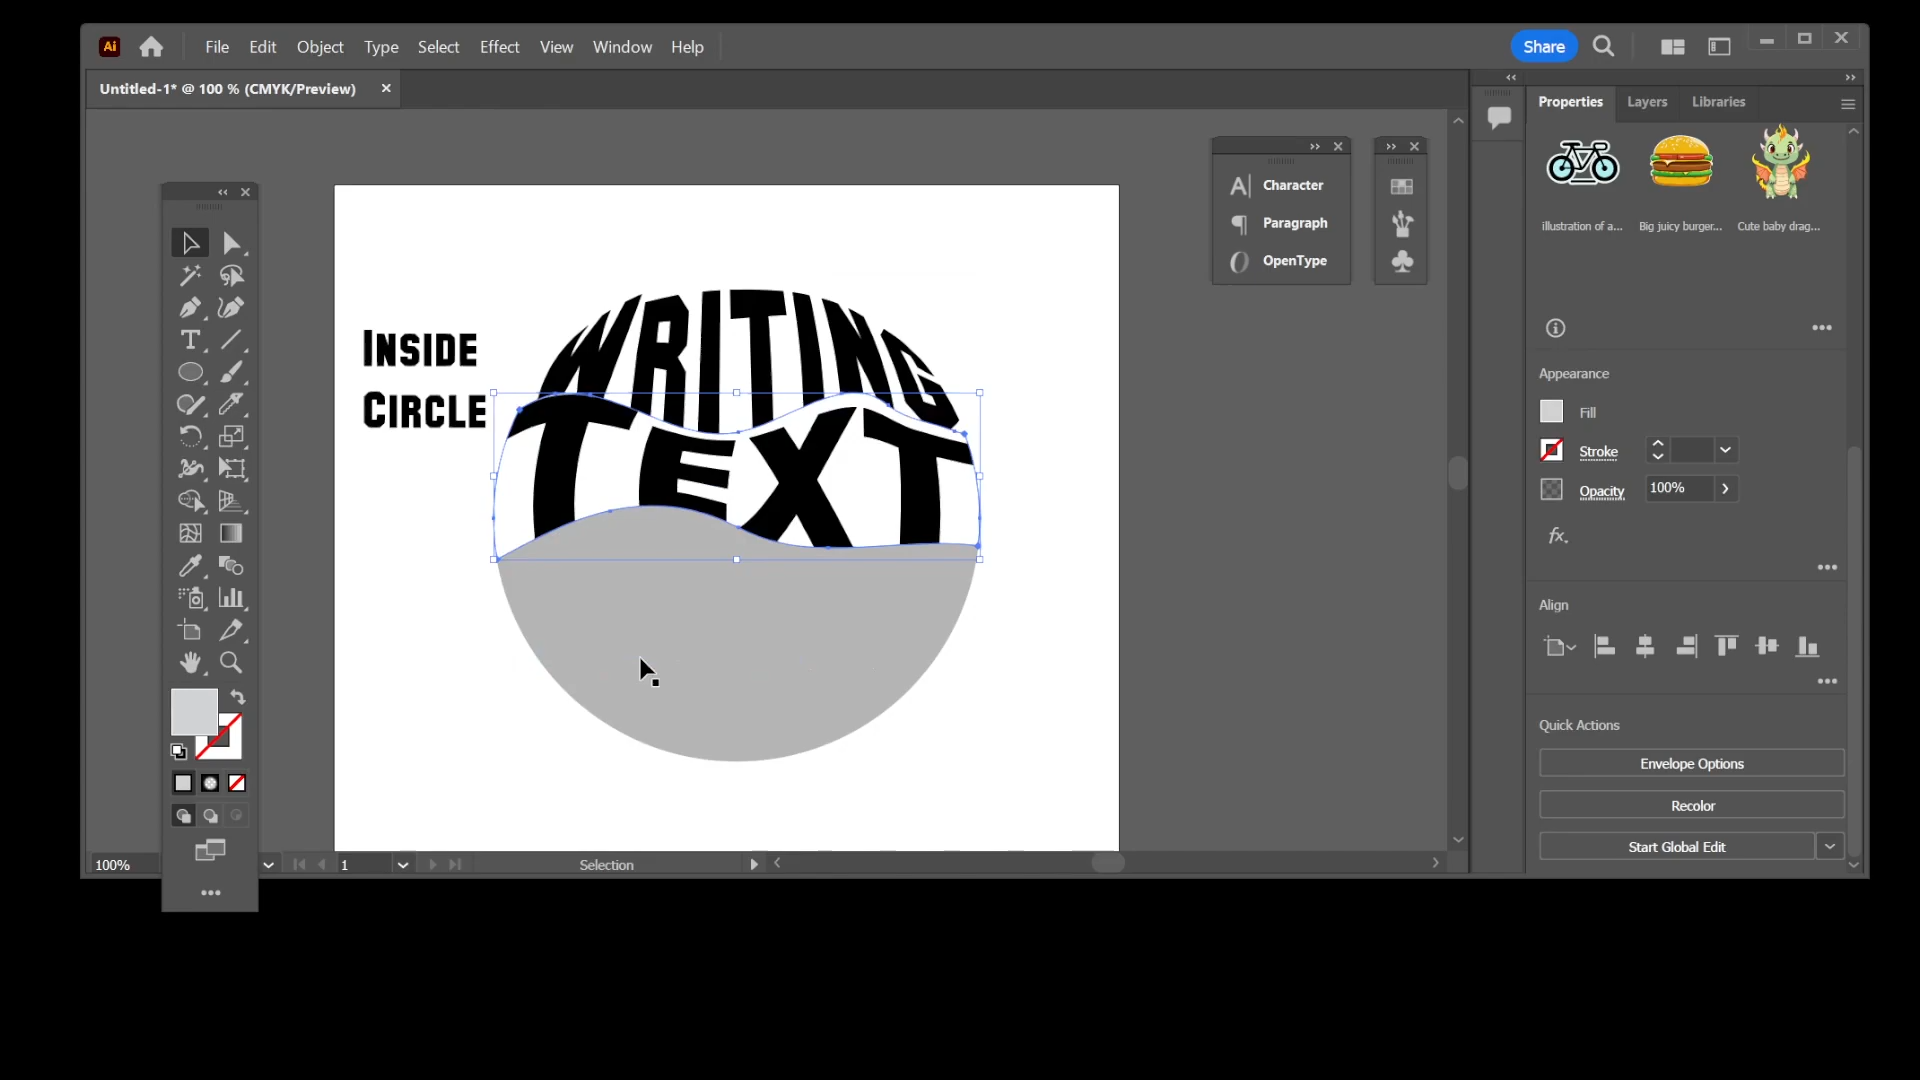 Ai
File Edit Object Type Select Effect View Window Help
Share
Untitled-1* @ 100 % (CMYK/Preview)
Properties Layers Libraries
Character
Paragraph
OpenType
illustration of a... Big juicy burger... Cute baby drag...
INSIDE
CIRCLE
WRITING
TEXT
Appearance
Fill
Stroke
Opacity 100%
fx.
Align
Quick Actions
Envelope Options
Recolor
Start Global Edit
100% 1 Selection